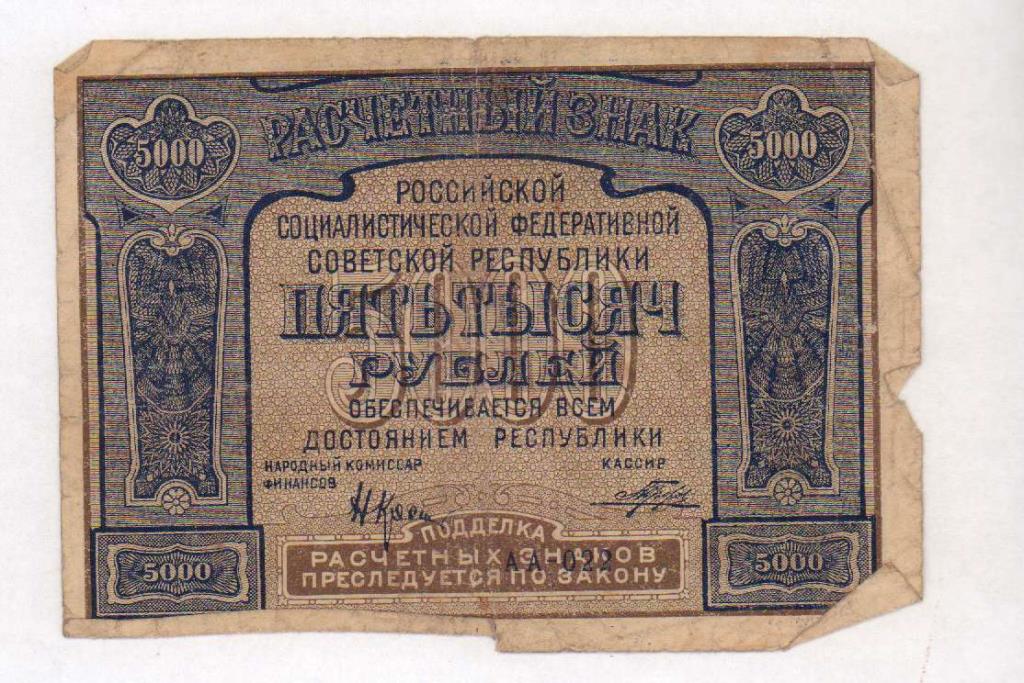 РАСЧЕТНЫЙ ЗНАК
5000
5000
РОССИЙСКОЙ
СОЦИАЛИСТИЧЕСКОЙ ФЕДЕРАТИВНОЙ
СОВЕТСКОЙ РЕСПУБЛИКИ
5000
ПЯТЬ ТЫСЯЧ
РУБЛЕЙ
ОБЕСПЕЧИВАЕТСЯ ВСЕМ
ДОСТОЯНИЕМ РЕСПУБЛИКИ
НАРОДНЫЙ КОМИССАР
ФИНАНСОВ
КАССИР
ПОДДЕЛКА
РАСЧЕТНЫХ ЗНАКОВ
ПРЕСЛЕДУЕТСЯ ПО ЗАКОНУ
АА-022
5000
5000